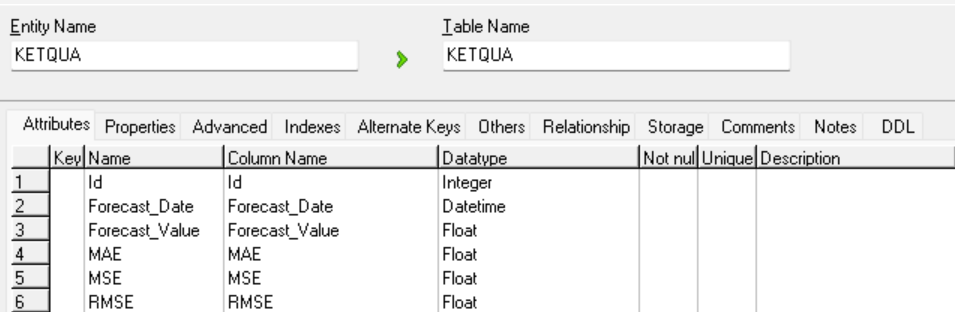 Entity Name Table Name
KETQUA KETQUA
Attributes Properties Advanced Indexes Alternate Keys Others Relationship Storage Comments Notes DDL
Key Name Column Name Datatype Not nul Unique Description
1 Id Id Integer
2 Forecast_Date Forecast_Date Datetime
3 Forecast_Value Forecast_Value Float
4 MAE MAE Float
5 MSE MSE Float
6 RMSE RMSE Float